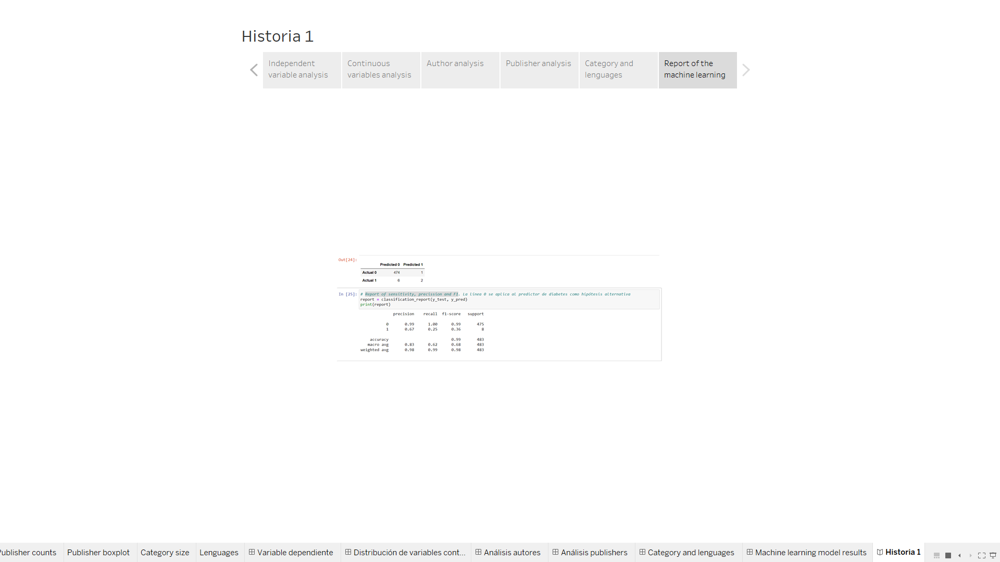 Historia 1
Independent
variable analysis
Continuous
variables analysis
Author analysis
Publisher analysis
Category and
lenguages
Report of the
machine learning
Out[24]:
Predicted 0 Predicted 1
Actual 0 474 1
Actual 1 6 2
In [25]: # Report of sensitivity, precission and F1. La línea 0 se aplica al predictor de diabetes como hipótesis alternativa
report = classification_report(y_test, y_pred)
print(report)
precision recall f1-score support
0 0.99 1.00 0.99 475
1 0.67 0.25 0.36 8
accuracy 0.99 483
macro avg 0.83 0.62 0.68 483
weighted avg 0.98 0.99 0.98 483
Publisher counts Publisher boxplot Category size Lenguages Variable dependiente Distribución de variables cont... Análisis autores Análisis publishers Category and lenguages Machine learning model results Historia 1